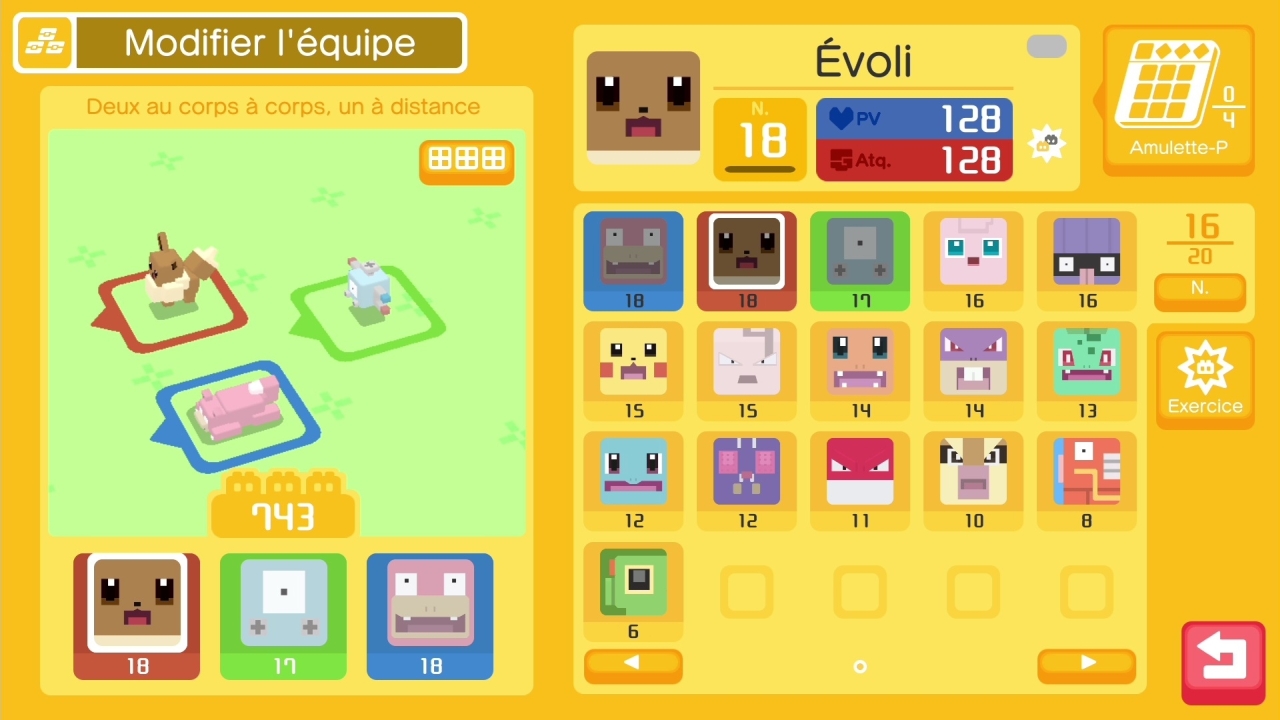 Modifier l'équipe
Deux au corps à corps, un à distance
743
18
17
18
Évoli
N.
18
PV 128
Atq. 128
0
4
Amulette-P
18 18 17 16 16
15 15 14 14 13
12 12 11 10 8
6
16
20
N.
Exercice